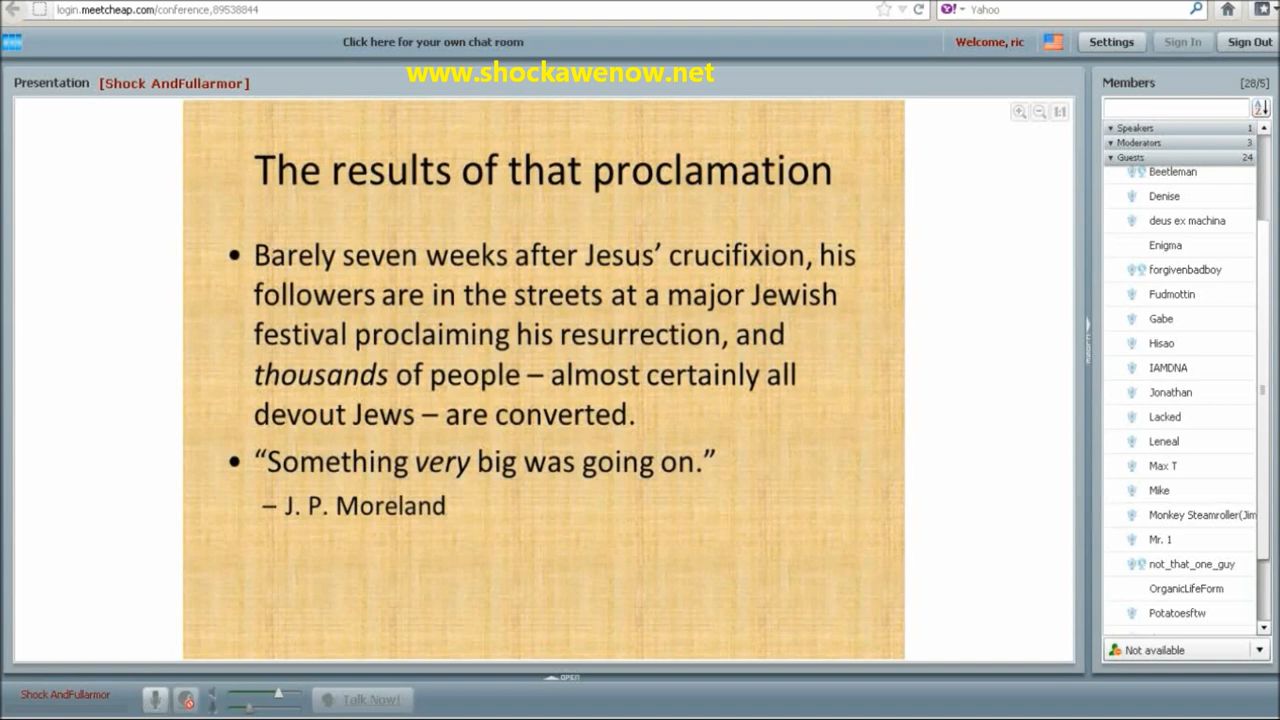 login.meetcheap.com/conference,89538844
Yahoo
Click here for your own chat room
Welcome, ric
Settings
Sign In
Sign Out
www.shockawenow.net
Presentation [Shock AndFullarmor]
Members [28/5]
The results of that proclamation
• Barely seven weeks after Jesus’ crucifixion, his
followers are in the streets at a major Jewish
festival proclaiming his resurrection, and
thousands of people – almost certainly all
devout Jews – are converted.
• “Something very big was going on.”
– J. P. Moreland
Speakers 1
Moderators 3
Guests 24
Beetleman
Denise
deus ex machina
Enigma
forgivenbadboy
Fudmottin
Gabe
Hisao
IAMDNA
Jonathan
Lacked
Leneal
Max T
Mike
Monkey Steamroller(Jim
Mr. 1
not_that_one_guy
OrganicLifeForm
Potatoesftw
Not available
OPEN
Shock AndFullarmor
Talk Now!